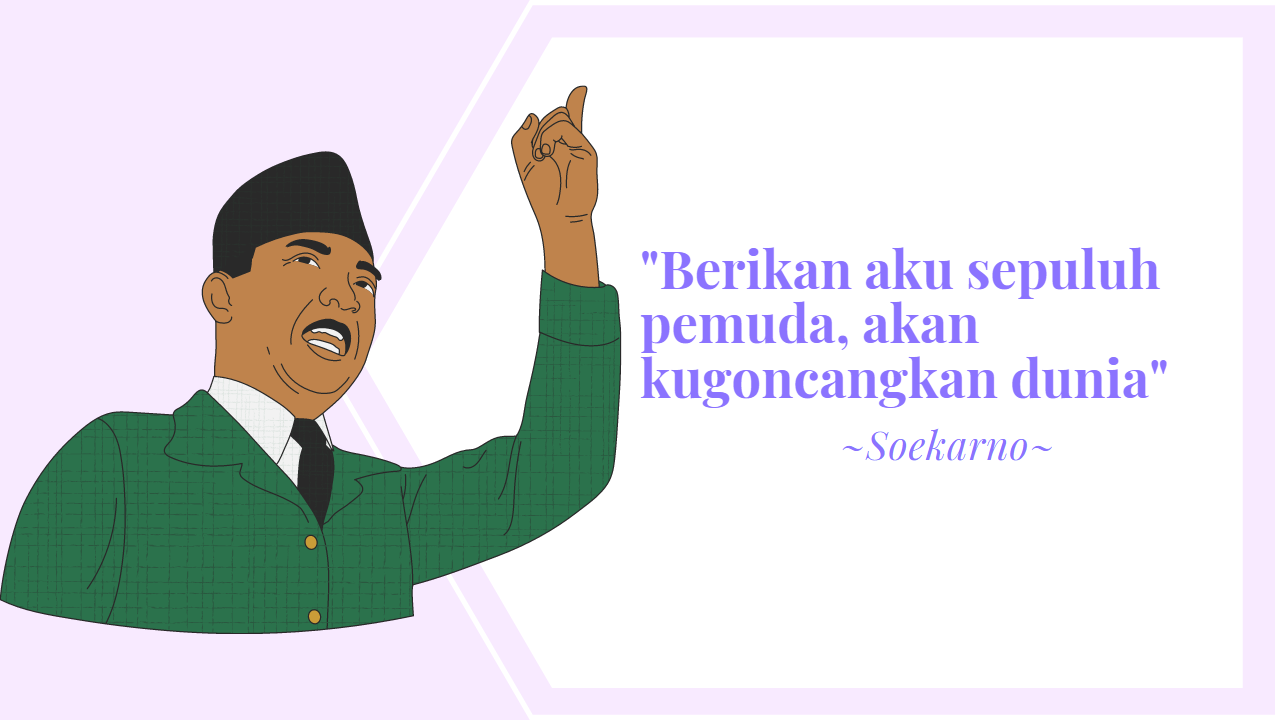 "Berikan aku sepuluh
pemuda, akan
kugoncangkan dunia"
~Soekarno~